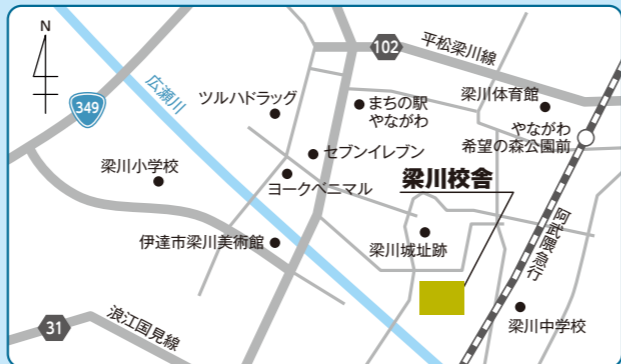 N
102
平松梁川線
349
広瀬川
ツルハドラッグ
まちの駅
やながわ
梁川体育館
やながわ
希望の森公園前
セブンイレブン
梁川小学校
ヨークベニマル
梁川校舎
阿武隈急行
伊達市梁川美術館
梁川城址跡
31
浪江国見線
梁川中学校